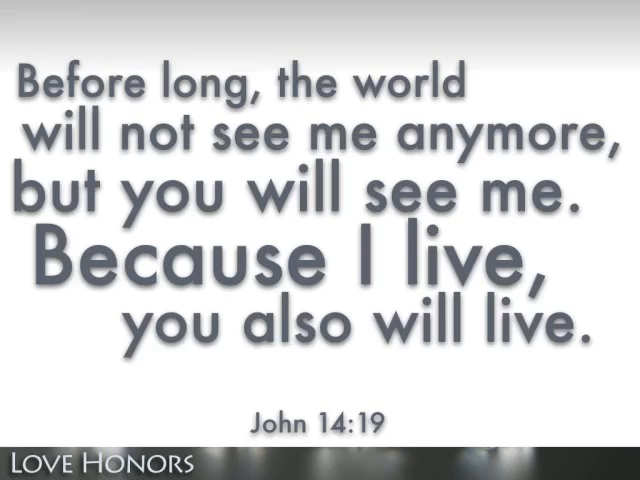 Before long, the world
will not see me anymore,
but you will see me.
Because I live,
you also will live.
John 14:19
LOVE HONORS